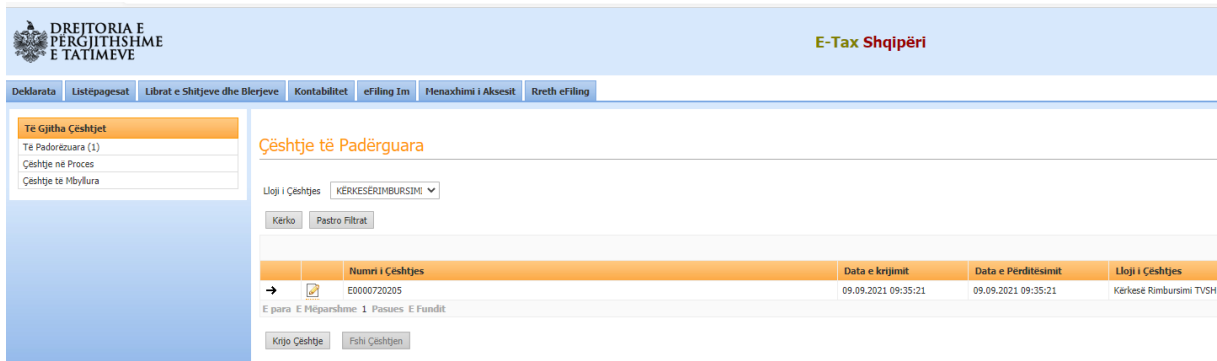 DREJTORIA E
PËRGJITHSHME
E TATIMEVE
E-Tax Shqipëri
Deklarata Listëpagesat Librat e Shitjeve dhe Blerjeve Kontabilitet eFiling Im Menaxhimi i Aksesit Rreth eFiling
Të Gjitha Çështjet
Të Padorëzuara (1)
Çështje në Proces
Çështje të Mbyllura
Çështje të Padërguara
Lloji i Çështjes KËRKESËRIMBURSIMI
Kërko Pastro Filtrat
Numri i Çështjes Data e krijimit Data e Përditësimit Lloji i Çështjes
E0000720205 09.09.2021 09:35:21 09.09.2021 09:35:21 Kërkesë Rimbursimi TVSH
E para E Mëparshme 1 Pasues E Fundit
Krijo Çështje Fshi Çështjen